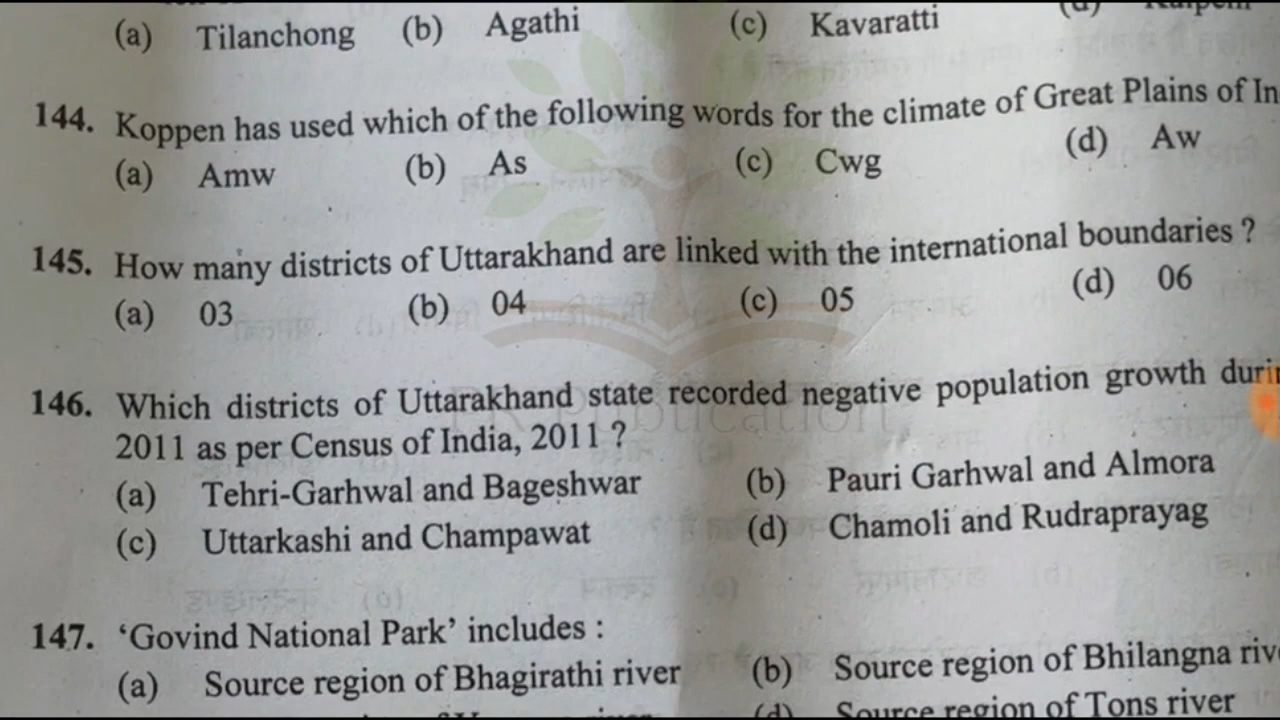 (a) Tilanchong (b) Agathi (c) Kavaratti (d)
144. Koppen has used which of the following words for the climate of Great Plains of In
(a) Amw (b) As (c) Cwg (d) Aw
145. How many districts of Uttarakhand are linked with the international boundaries ?
(a) 03 (b) 04 (c) 05 (d) 06
146. Which districts of Uttarakhand state recorded negative population growth durin
2011 as per Census of India, 2011 ?
(a) Tehri-Garhwal and Bageshwar (b) Pauri Garhwal and Almora
(c) Uttarkashi and Champawat (d) Chamoli and Rudraprayag
147. ‘Govind National Park’ includes :
(a) Source region of Bhagirathi river (b) Source region of Bhilangna rive
(d) Source region of Tons river